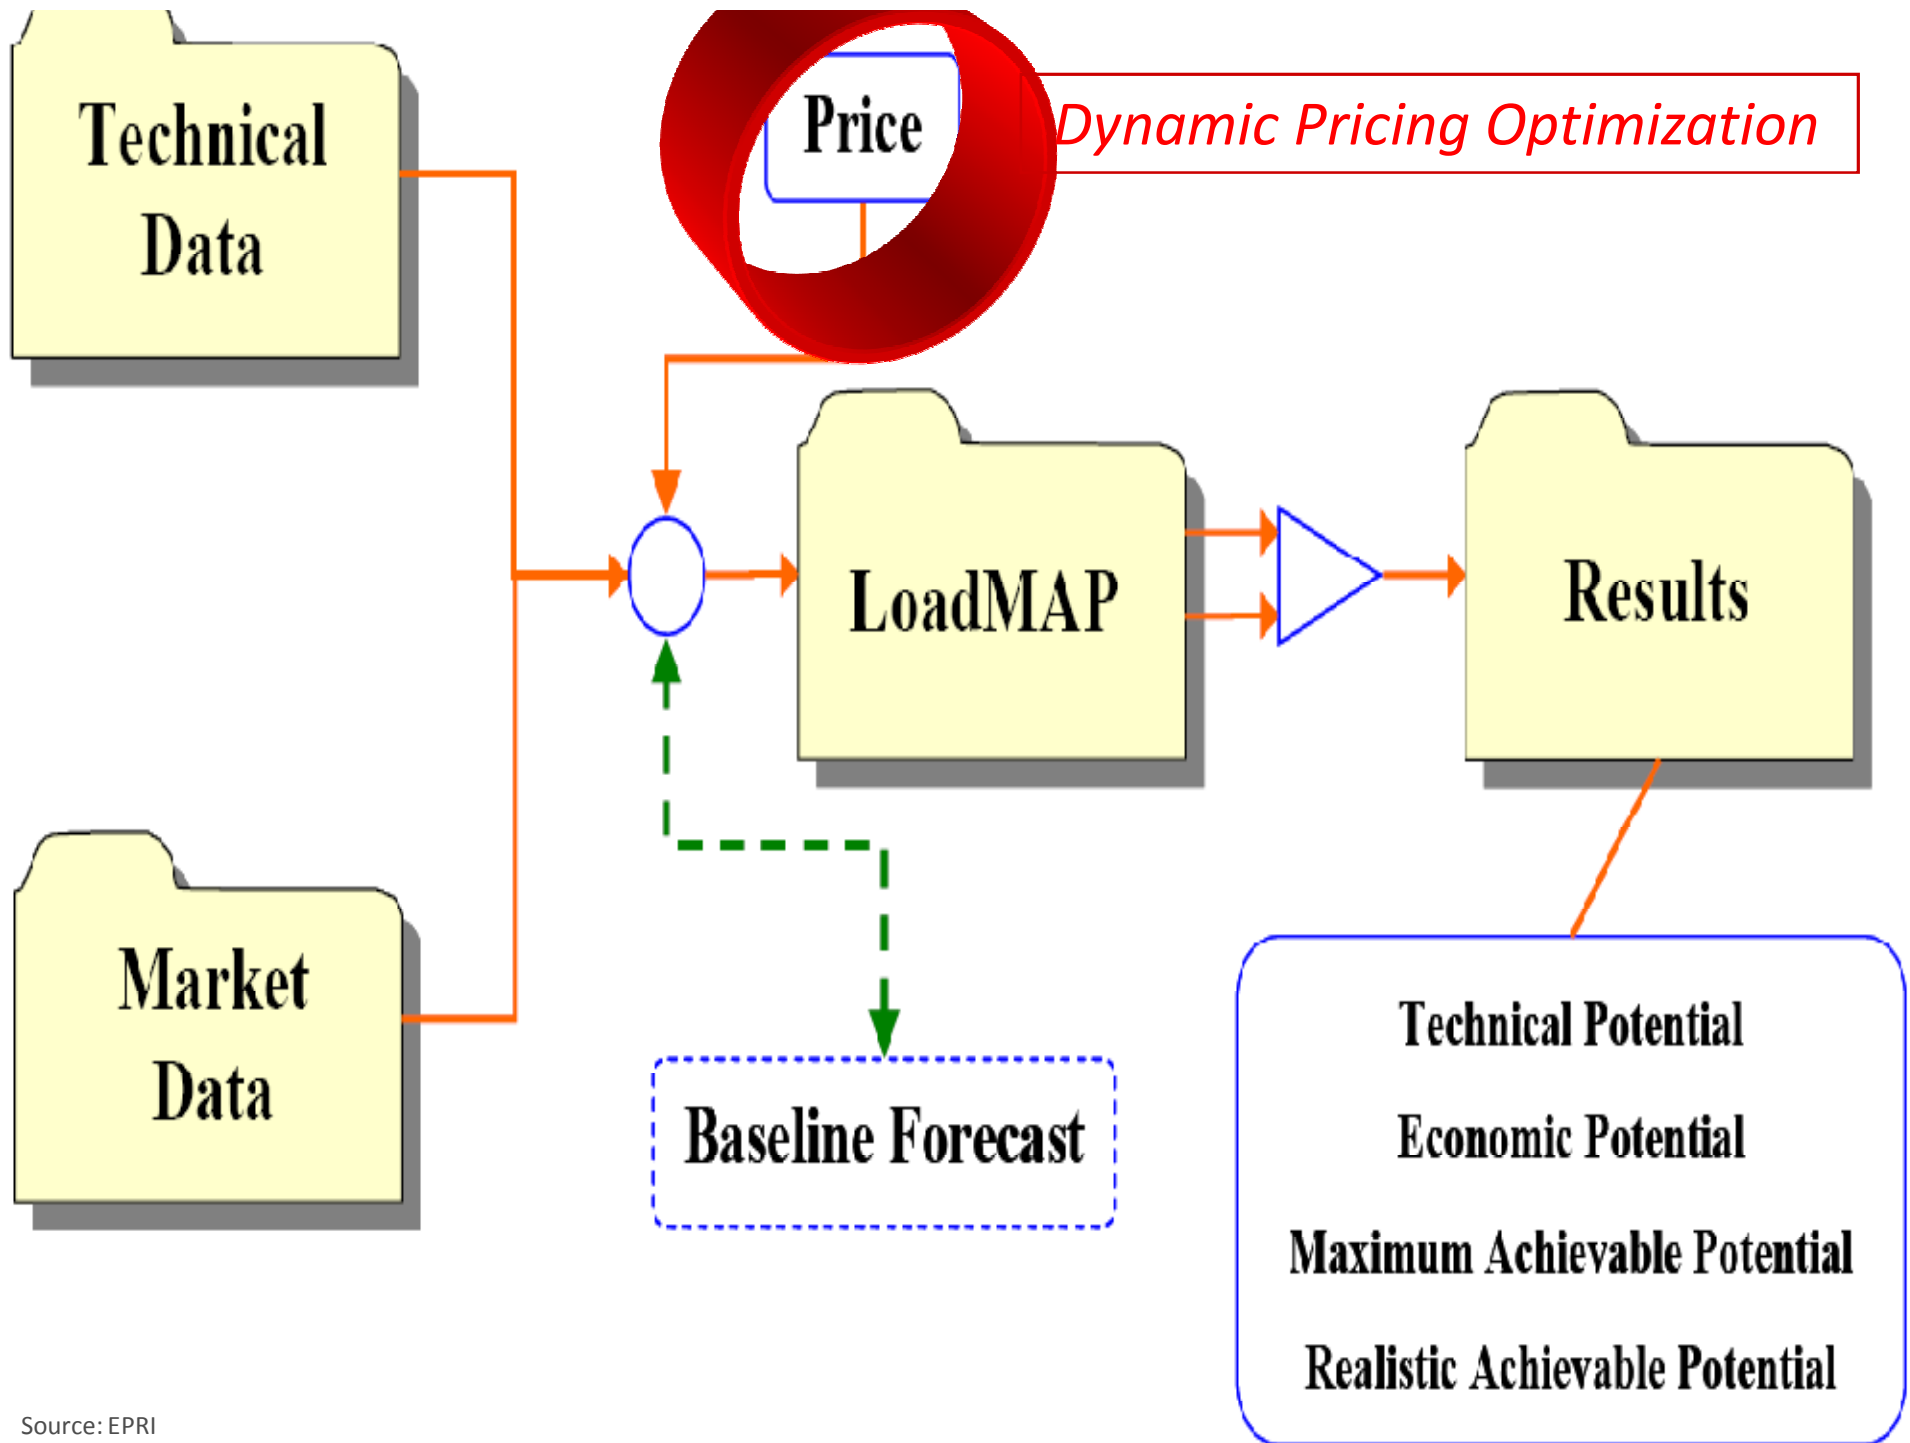 Technical
Data
Price
Dynamic Pricing Optimization
LoadMAP
Results
Market
Data
Baseline Forecast
Technical Potential
Economic Potential
Maximum Achievable Potential
Realistic Achievable Potential
Source: EPRI